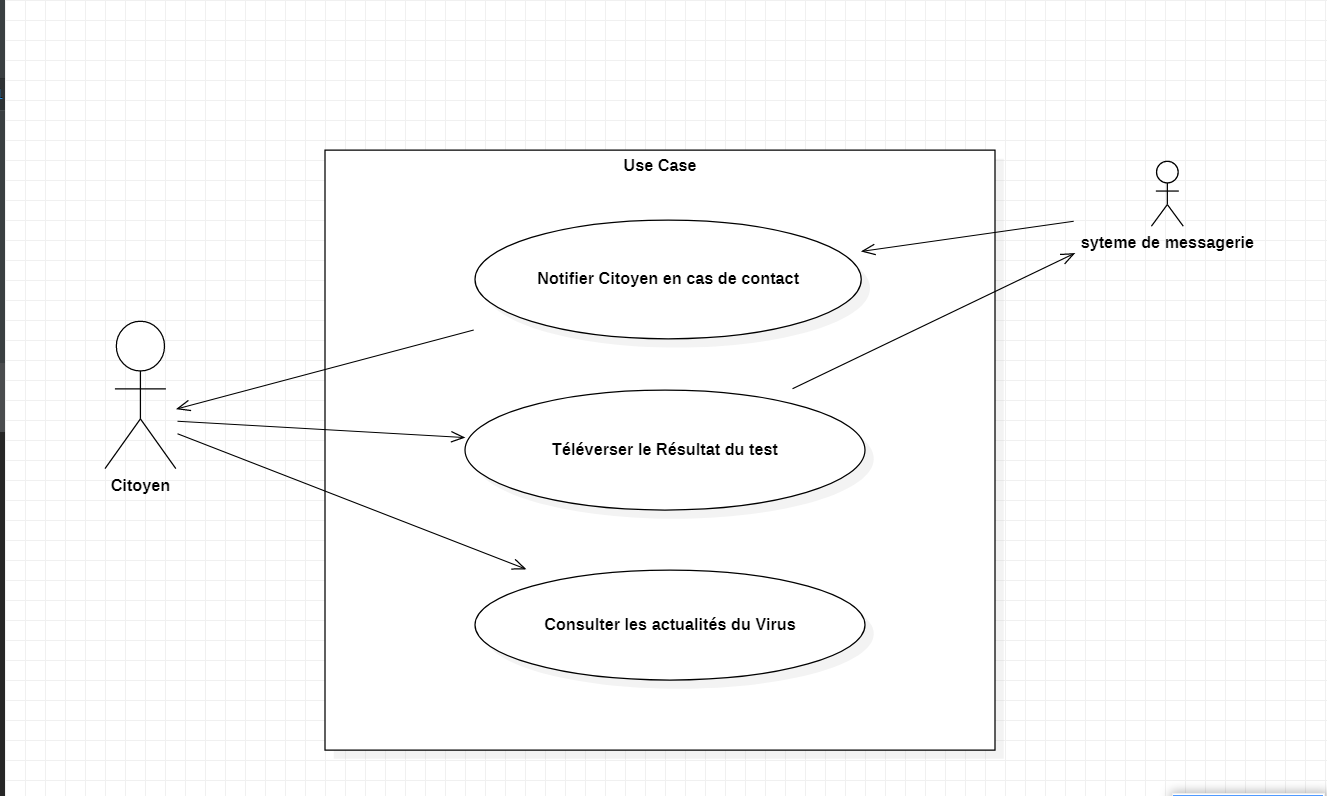 Use Case
syteme de messagerie
Notifier Citoyen en cas de contact
Téléverser le Résultat du test
Citoyen
Consulter les actualités du Virus